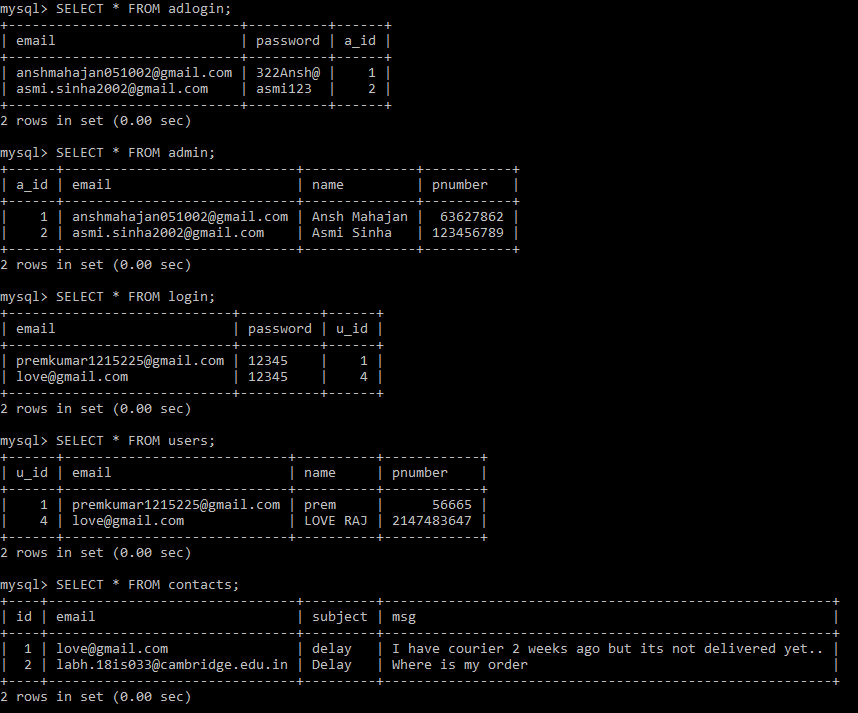 mysql> SELECT * FROM adlogin;
+-----------------------------+----------+------+
| email                       | password | a_id |
+-----------------------------+----------+------+
| anshmahajan051002@gmail.com | 322Ansh@ |    1 |
| asmi.sinha2002@gmail.com    | asmi123  |    2 |
+-----------------------------+----------+------+
2 rows in set (0.00 sec)

mysql> SELECT * FROM admin;
+------+-----------------------------+--------------+-----------+
| a_id | email                       | name         | pnumber   |
+------+-----------------------------+--------------+-----------+
|    1 | anshmahajan051002@gmail.com | Ansh Mahajan |  63627862 |
|    2 | asmi.sinha2002@gmail.com    | Asmi Sinha   | 123456789 |
+------+-----------------------------+--------------+-----------+
2 rows in set (0.00 sec)

mysql> SELECT * FROM login;
+----------------------------+----------+------+
| email                      | password | u_id |
+----------------------------+----------+------+
| premkumar1215225@gmail.com | 12345    |    1 |
| love@gmail.com             | 12345    |    4 |
+----------------------------+----------+------+
2 rows in set (0.00 sec)

mysql> SELECT * FROM users;
+------+----------------------------+----------+------------+
| u_id | email                      | name     | pnumber    |
+------+----------------------------+----------+------------+
|    1 | premkumar1215225@gmail.com | prem     |      56665 |
|    4 | love@gmail.com             | LOVE RAJ | 2147483647 |
+------+----------------------------+----------+------------+
2 rows in set (0.00 sec)

mysql> SELECT * FROM contacts;
+----+-------------------------------+---------+--------------------------------------------------------+
| id | email                         | subject | msg                                                    |
+----+-------------------------------+---------+--------------------------------------------------------+
|  1 | love@gmail.com                | delay   | I have courier 2 weeks ago but its not delivered yet.. |
|  2 | labh.18is033@cambridge.edu.in | Delay   | Where is my order                                      |
+----+-------------------------------+---------+--------------------------------------------------------+
2 rows in set (0.00 sec)